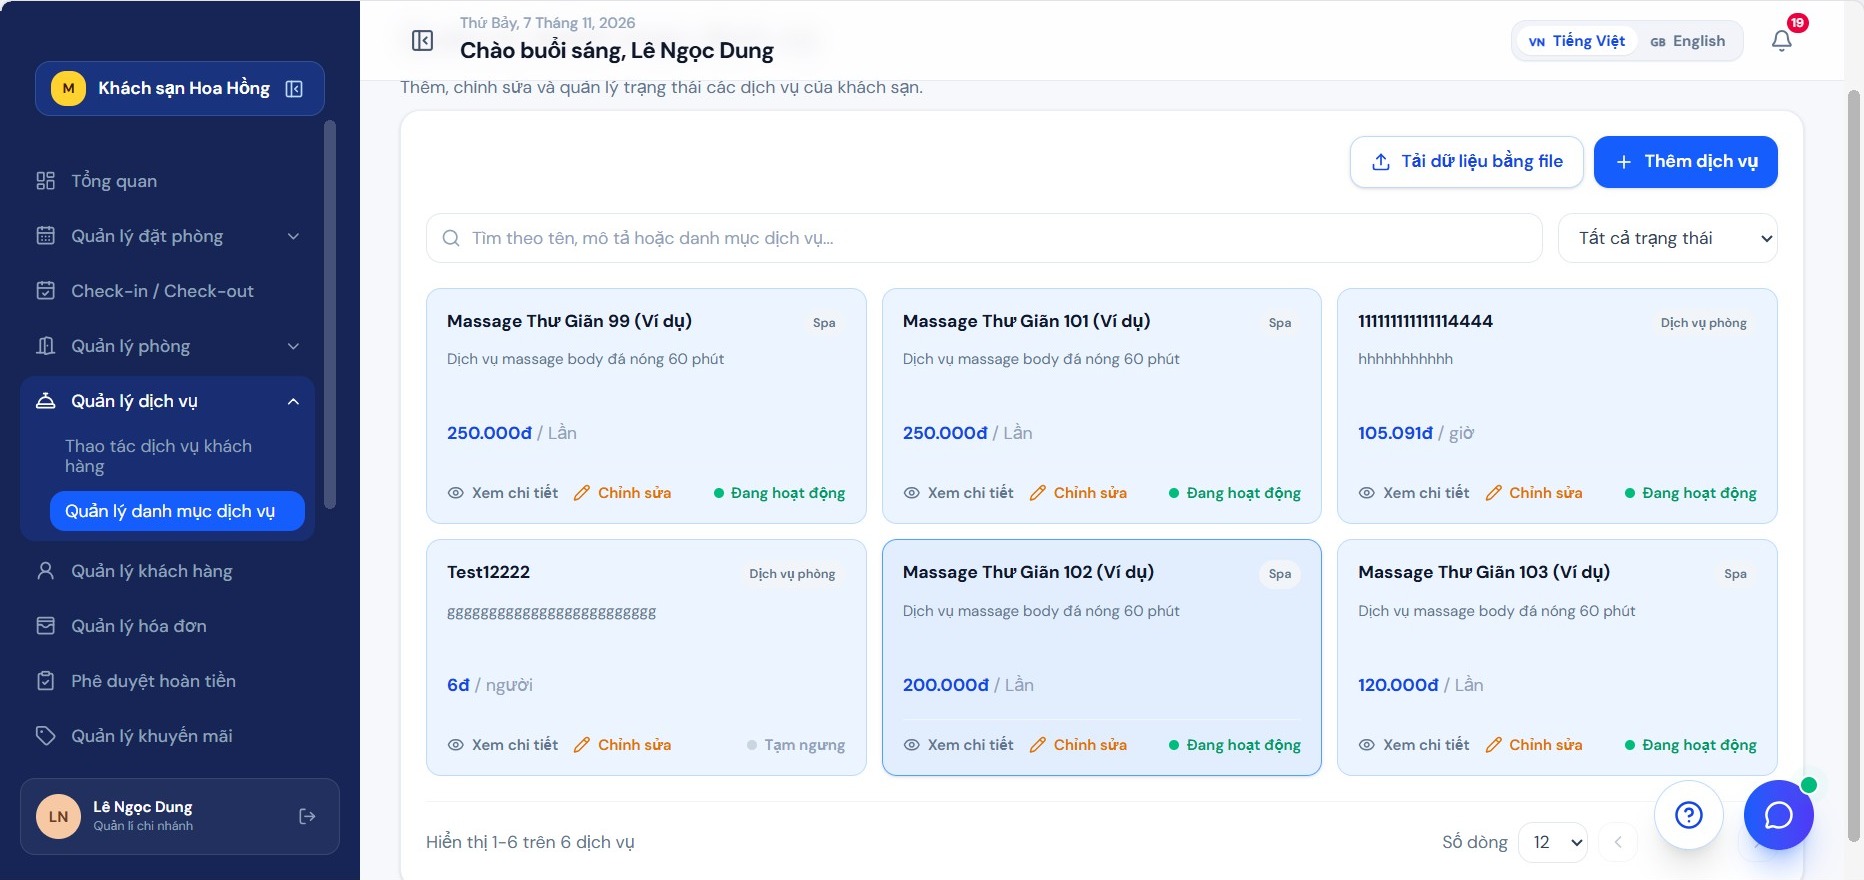 M Khách sạn Hoa Hồng
Tổng quan
Quản lý đặt phòng
Check-in / Check-out
Quản lý phòng
Quản lý dịch vụ
Thao tác dịch vụ khách
hàng
Quản lý danh mục dịch vụ
Quản lý khách hàng
Quản lý hóa đơn
Phê duyệt hoàn tiền
Quản lý khuyến mãi
LN
Lê Ngọc Dung
Quản lí chi nhánh
Thứ Bảy, 7 Tháng 11, 2026
Chào buổi sáng, Lê Ngọc Dung
VN Tiếng Việt GB English
19
Thêm, chỉnh sửa và quản lý trạng thái các dịch vụ của khách sạn.
Tải dữ liệu bằng file
Thêm dịch vụ
Tìm theo tên, mô tả hoặc danh mục dịch vụ...
Tất cả trạng thái
Massage Thư Giãn 99 (Ví dụ) Spa
Dịch vụ massage body đá nóng 60 phút
250.000đ / Lần
Xem chi tiết Chỉnh sửa Đang hoạt động
Massage Thư Giãn 101 (Ví dụ) Spa
Dịch vụ massage body đá nóng 60 phút
250.000đ / Lần
Xem chi tiết Chỉnh sửa Đang hoạt động
Dịch vụ phòng
hhhhhhhhhhh
105.091đ / giờ
Xem chi tiết Chỉnh sửa Đang hoạt động
Test12222 Dịch vụ phòng
6đ / người
Xem chi tiết Chỉnh sửa Tạm ngưng
Massage Thư Giãn 102 (Ví dụ) Spa
Dịch vụ massage body đá nóng 60 phút
200.000đ / Lần
Xem chi tiết Chỉnh sửa Đang hoạt động
Massage Thư Giãn 103 (Ví dụ) Spa
Dịch vụ massage body đá nóng 60 phút
120.000đ / Lần
Xem chi tiết Chỉnh sửa Đang hoạt động
Hiển thị 1-6 trên 6 dịch vụ
Số dòng 12